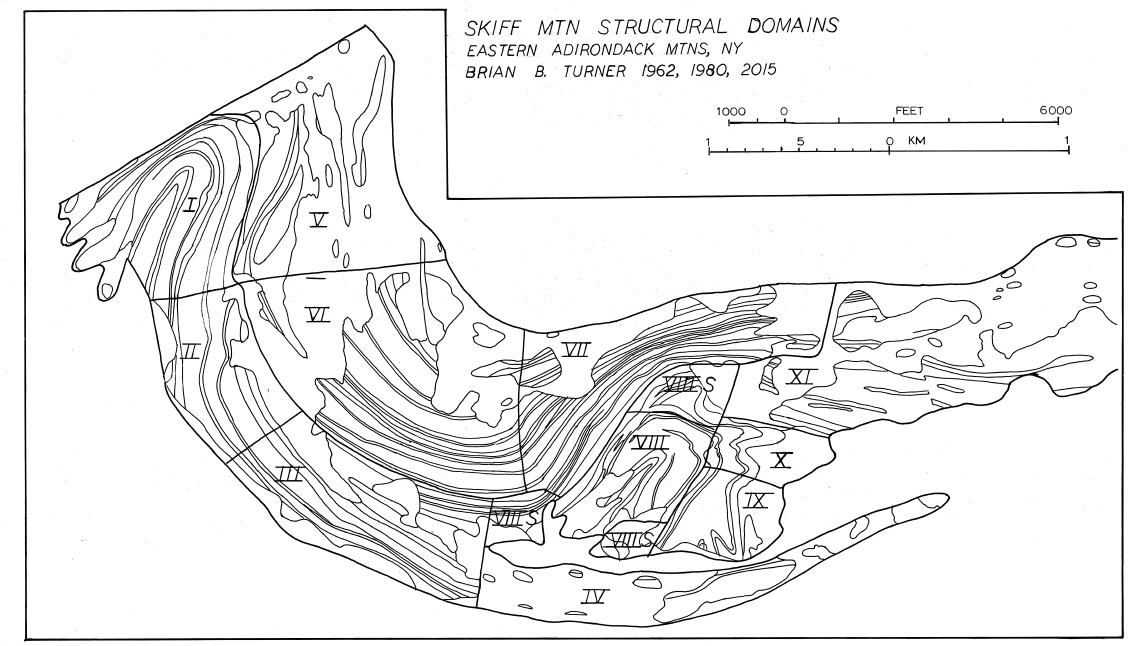 SKIFF MTN STRUCTURAL DOMAINS
EASTERN ADIRONDACK MTNS, NY
BRIAN B. TURNER 1962, 1980, 2015
1000 0 FEET 6000
1 5 0 KM 1
I
V
VI
II
VII
VIII S
XI
VIII
X
III
IX
VIII S
VIII S
IV